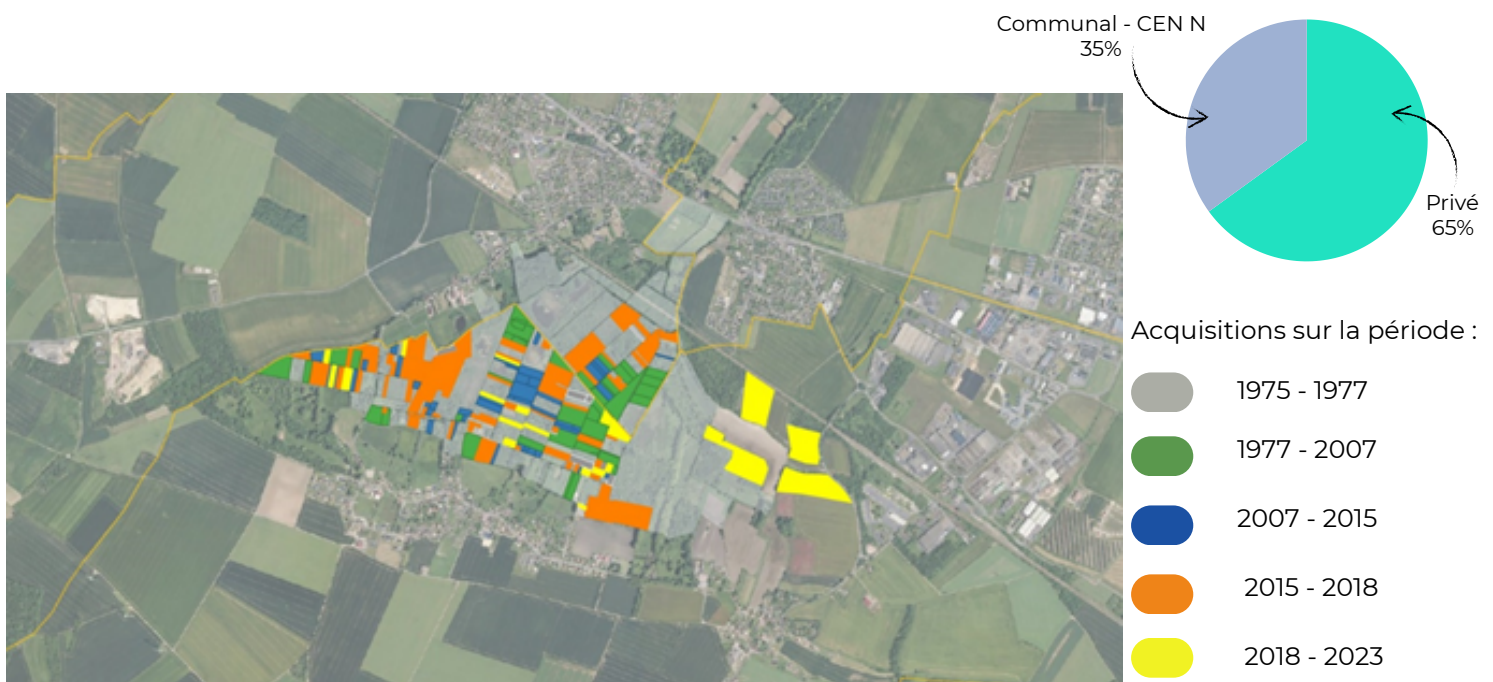 Communal - CEN N
35%
Privé
65%
Acquisitions sur la période :
1975 - 1977
1977 - 2007
2007 - 2015
2015 - 2018
2018 - 2023